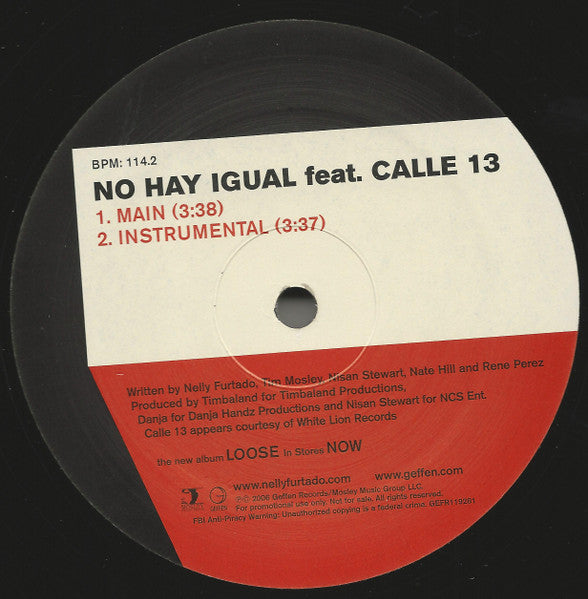 BPM: 114.2
NO HAY IGUAL feat. CALLE 13
1. MAIN (3:38)
2. INSTRUMENTAL (3:37)
Written by Nelly Furtado, Tim Mosley, Nisan Stewart, Nate Hill and Rene Perez
Produced by Timbaland for Timbaland Productions,
Danja for Danja Handz Productions and Nisan Stewart for NCS Ent.
Calle 13 appears courtesy of White Lion Records
the new album LOOSE In Stores NOW
www.nellyfurtado.com www.geffen.com
℗© 2006 Geffen Records/Mosley Music Group LLC.
For promotional use only. Not for sale. All rights reserved.
FBI Anti-Piracy Warning: Unauthorized copying is a federal crime. GEFR119261